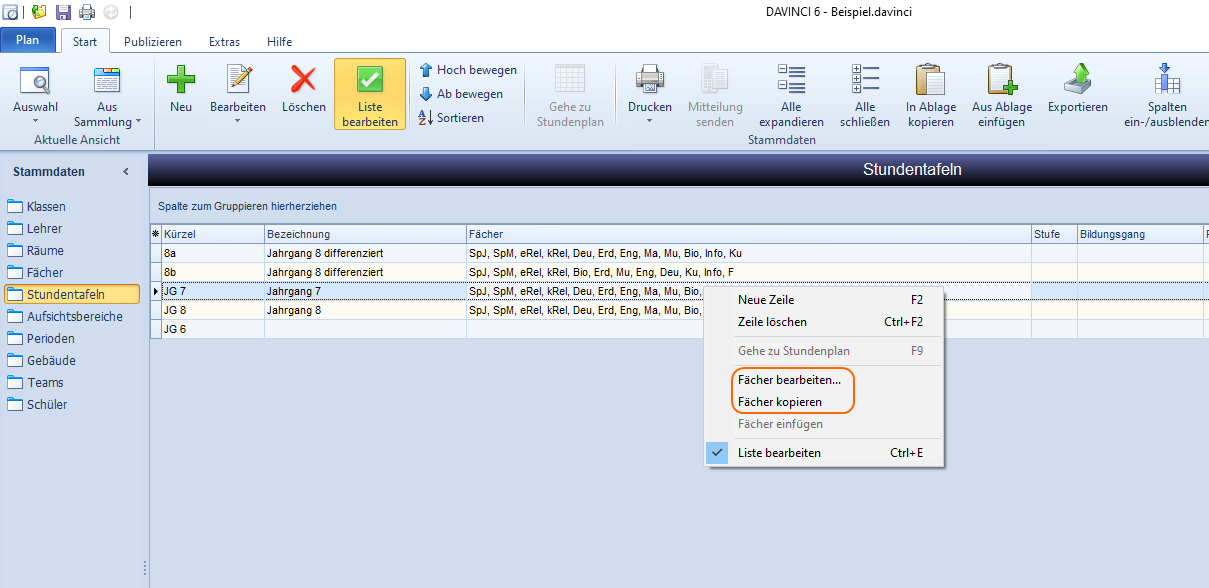 DAVINCI 6 - Beispiel.davinci
Plan Start Publizieren Extras Hilfe
Auswahl
Aus Sammlung
Aktuelle Ansicht
Neu
Bearbeiten
Löschen
Liste bearbeiten
Hoch bewegen
Ab bewegen
Sortieren
Gehe zu Stundenplan
Drucken
Mitteilung senden
Alle expandieren
Alle schließen
In Ablage kopieren
Aus Ablage einfügen
Exportieren
Spalten ein-/ausblenden
Stammdaten
Stammdaten
Klassen
Lehrer
Räume
Fächer
Stundentafeln
Aufsichtsbereiche
Perioden
Gebäude
Teams
Schüler
Stundentafeln
Spalte zum Gruppieren hierherziehen
Kürzel Bezeichnung Fächer Stufe Bildungsgang
8a Jahrgang 8 differenziert SpJ, SpM, eRel, kRel, Deu, Erd, Eng, Ma, Mu, Bio, Info, Ku
8b Jahrgang 8 differenziert SpJ, SpM, eRel, kRel, Bio, Erd, Mu, Eng, Deu, Ku, Info, F
JG 7 Jahrgang 7 SpJ, SpM, eRel, kRel, Deu, Erd, Eng, Ma, Mu, Bio,
JG 8 Jahrgang 8 SpJ, SpM, eRel, kRel, Deu, Erd, Eng, Ma, Mu, Bio,
JG 6
Neue Zeile F2
Zeile löschen Ctrl+F2
Gehe zu Stundenplan F9
Fächer bearbeiten...
Fächer kopieren
Fächer einfügen
Liste bearbeiten Ctrl+E